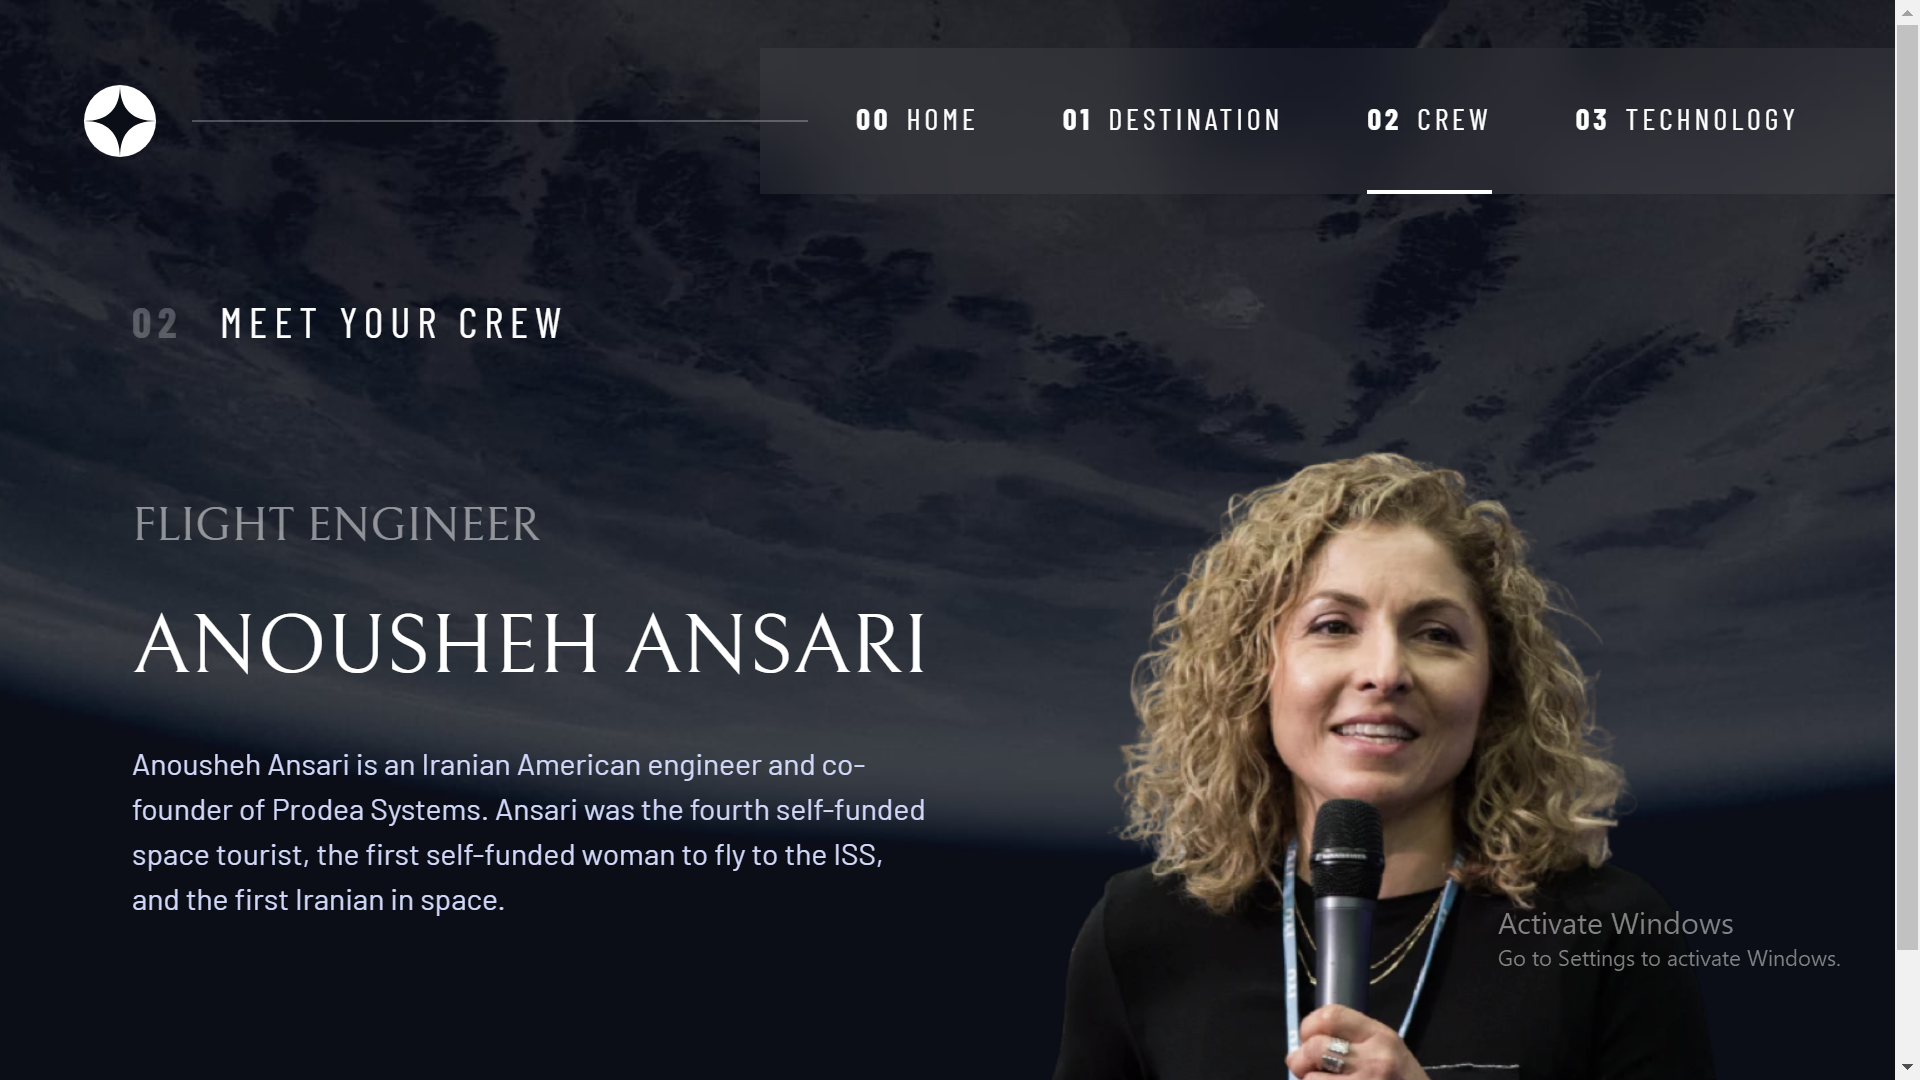 00 HOME 01 DESTINATION 02 CREW 03 TECHNOLOGY
02 MEET YOUR CREW
FLIGHT ENGINEER
ANOUSHEH ANSARI
Anousheh Ansari is an Iranian American engineer and co-
founder of Prodea Systems. Ansari was the fourth self-funded
space tourist, the first self-funded woman to fly to the ISS,
and the first Iranian in space.
Activate Windows
Go to Settings to activate Windows.